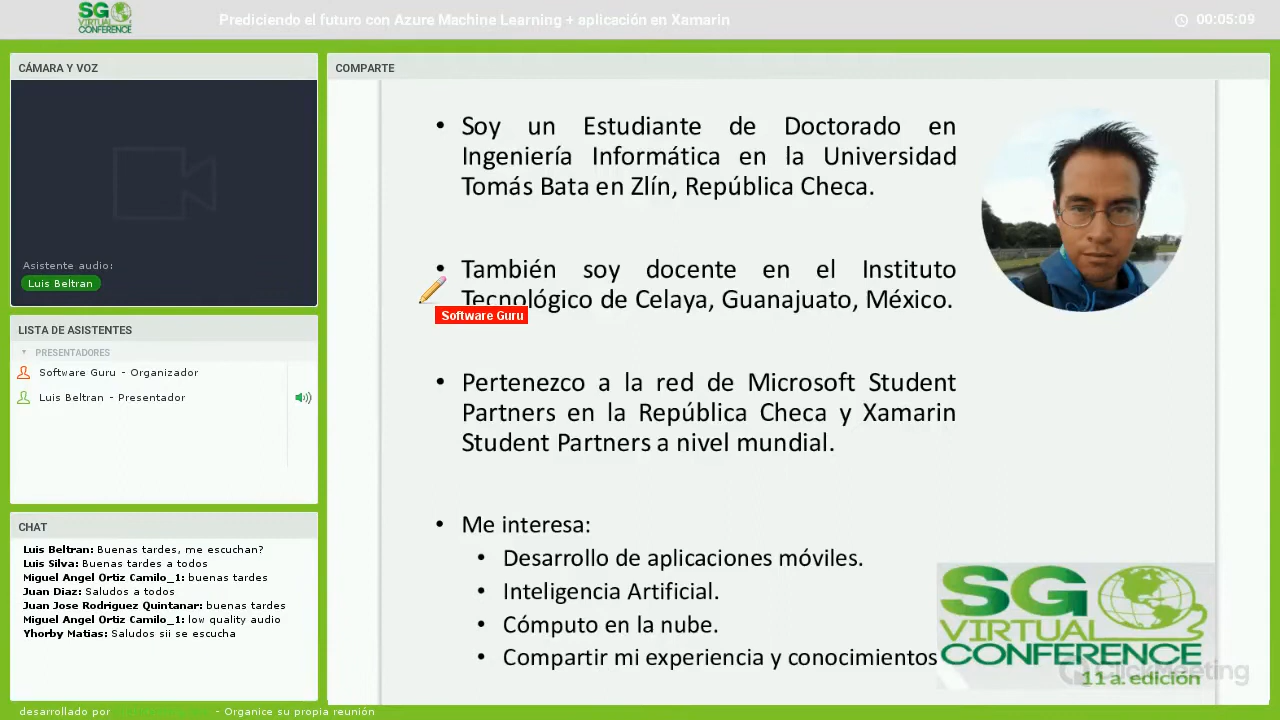 SG
VIRTUAL
CONFERENCE
Prediciendo el futuro con Azure Machine Learning + aplicación en Xamarin
00:05:09
CÁMARA Y VOZ
Asistente audio:
Luis Beltran
LISTA DE ASISTENTES
PRESENTADORES
Software Guru - Organizador
Luis Beltran - Presentador
CHAT
Luis Beltran: Buenas tardes, me escuchan?
Luis Silva: Buenas tardes a todos
Miguel Angel Ortiz Camilo_1: buenas tardes
Juan Diaz: Saludos a todos
Juan Jose Rodriguez Quintanar: buenas tardes
Miguel Angel Ortiz Camilo_1: low quality audio
Yhorby Matias: Saludos sii se escucha
COMPARTE
• Soy un Estudiante de Doctorado en
Ingeniería Informática en la Universidad
Tomás Bata en Zlín, República Checa.
• También soy docente en el Instituto
Tecnológico de Celaya, Guanajuato, México.
Software Guru
• Pertenezco a la red de Microsoft Student
Partners en la República Checa y Xamarin
Student Partners a nivel mundial.
• Me interesa:
• Desarrollo de aplicaciones móviles.
• Inteligencia Artificial.
• Cómputo en la nube.
• Compartir mi experiencia y conocimientos
SG
VIRTUAL
CONFERENCE
11 a. edición
ClickMeeting
desarrollado por - Organice su propia reunión